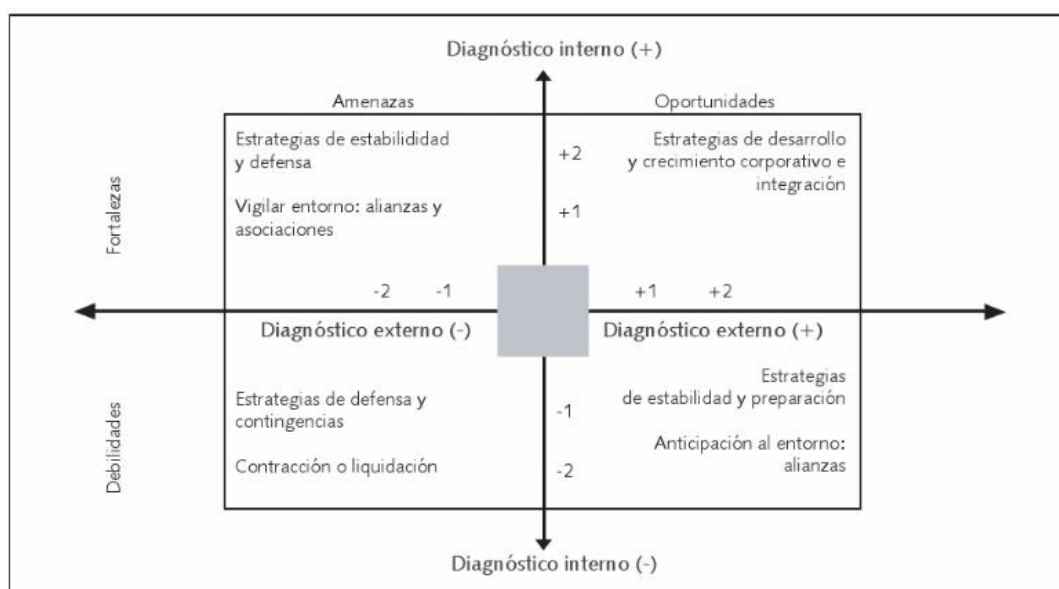 Diagnóstico interno (+)
Amenazas
Oportunidades
Estrategias de estabilididad
y defensa
Vigilar entorno: alianzas y
asociaciones
+2
+1
Estrategias de desarrollo
y crecimiento corporativo e
integración
Fortalezas
-2
-1
+1
+2
Diagnóstico externo (-)
Diagnóstico externo (+)
Debilidades
Estrategias de defensa y
contingencias
Contracción o liquidación
-1
-2
Estrategias
de estabilidad y preparación
Anticipación al entorno:
alianzas
Diagnóstico interno (-)